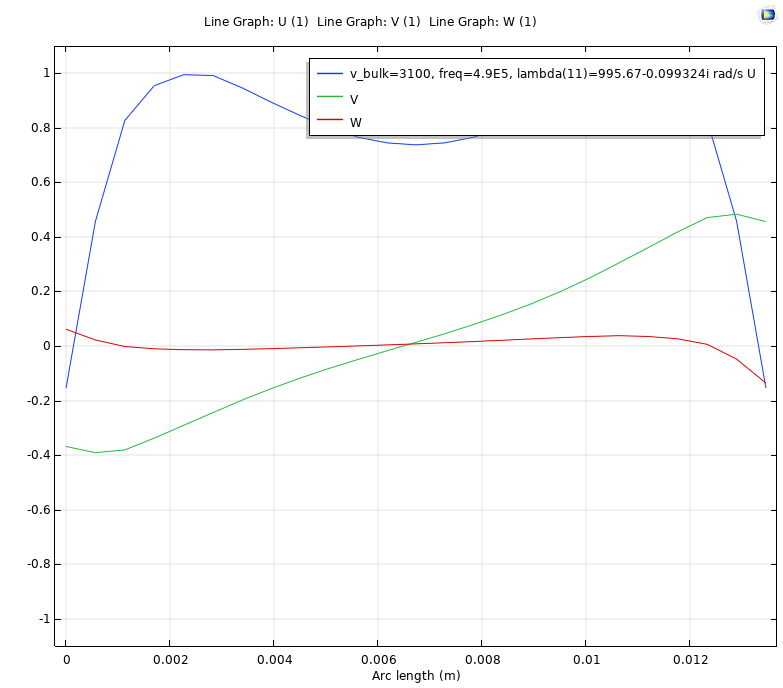 Line Graph: U (1)  Line Graph: V (1)  Line Graph: W (1)
v_bulk=3100, freq=4.9E5, lambda(11)=995.67-0.099324i rad/s U
V
W
1
0.8
0.6
0.4
0.2
0
-0.2
-0.4
-0.6
-0.8
-1
0 0.002 0.004 0.006 0.008 0.01 0.012
Arc length (m)